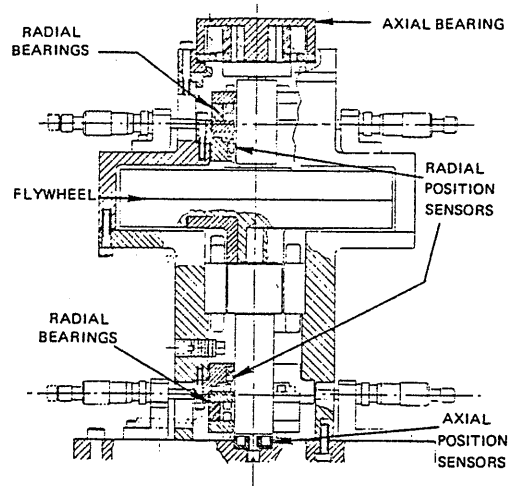 AXIAL BEARING
RADIAL
BEARINGS
RADIAL
POSITION
SENSORS
FLYWHEEL
RADIAL
BEARINGS
AXIAL
POSITION
SENSORS